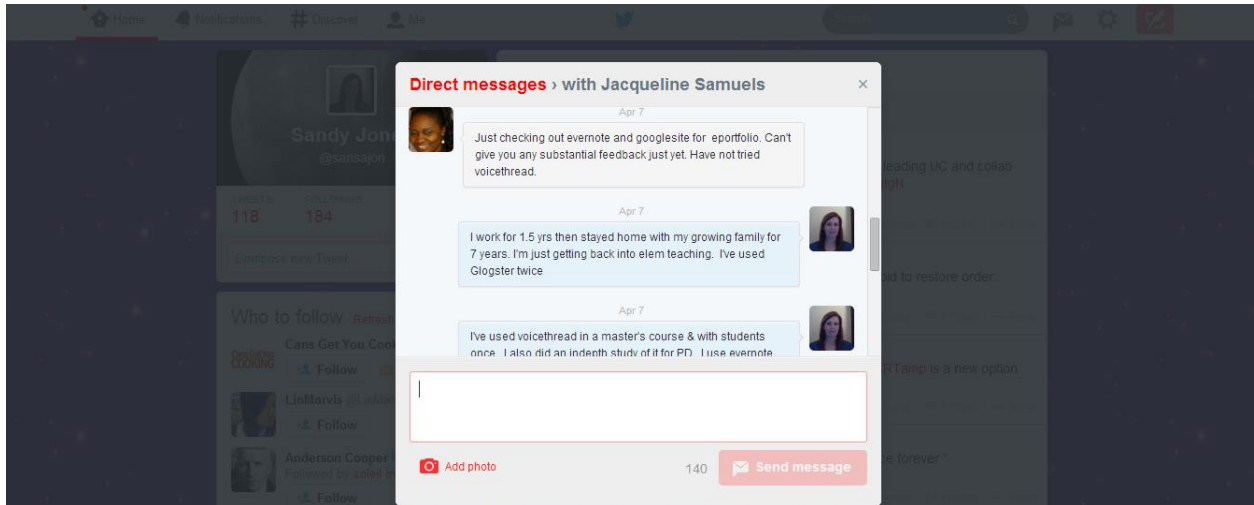 Home Notifications Discover Me
Direct messages › with Jacqueline Samuels ×
Apr 7
Just checking out evernote and googlesite for eportfolio. Can't
give you any substantial feedback just yet. Have not tried
voicethread.
Apr 7
I work for 1.5 yrs then stayed home with my growing family for
7 years. I'm just getting back into elem teaching. I've used
Glogster twice
Apr 7
I've used voicethread in a master's course & with students
once. I also did an indepth study of it for PD. I use evernote
Add photo
140
Send message
Sandy Jon
@sansajon
TWEETS FOLLOWING
118 184
Compose new Tweet
Who to follow Refresh
Cans Get You Coo
Follow
LinMarvis
Follow
Anderson Cooper
Followed by
Follow
leading UC and collab
to restore order
is a new option
forever."